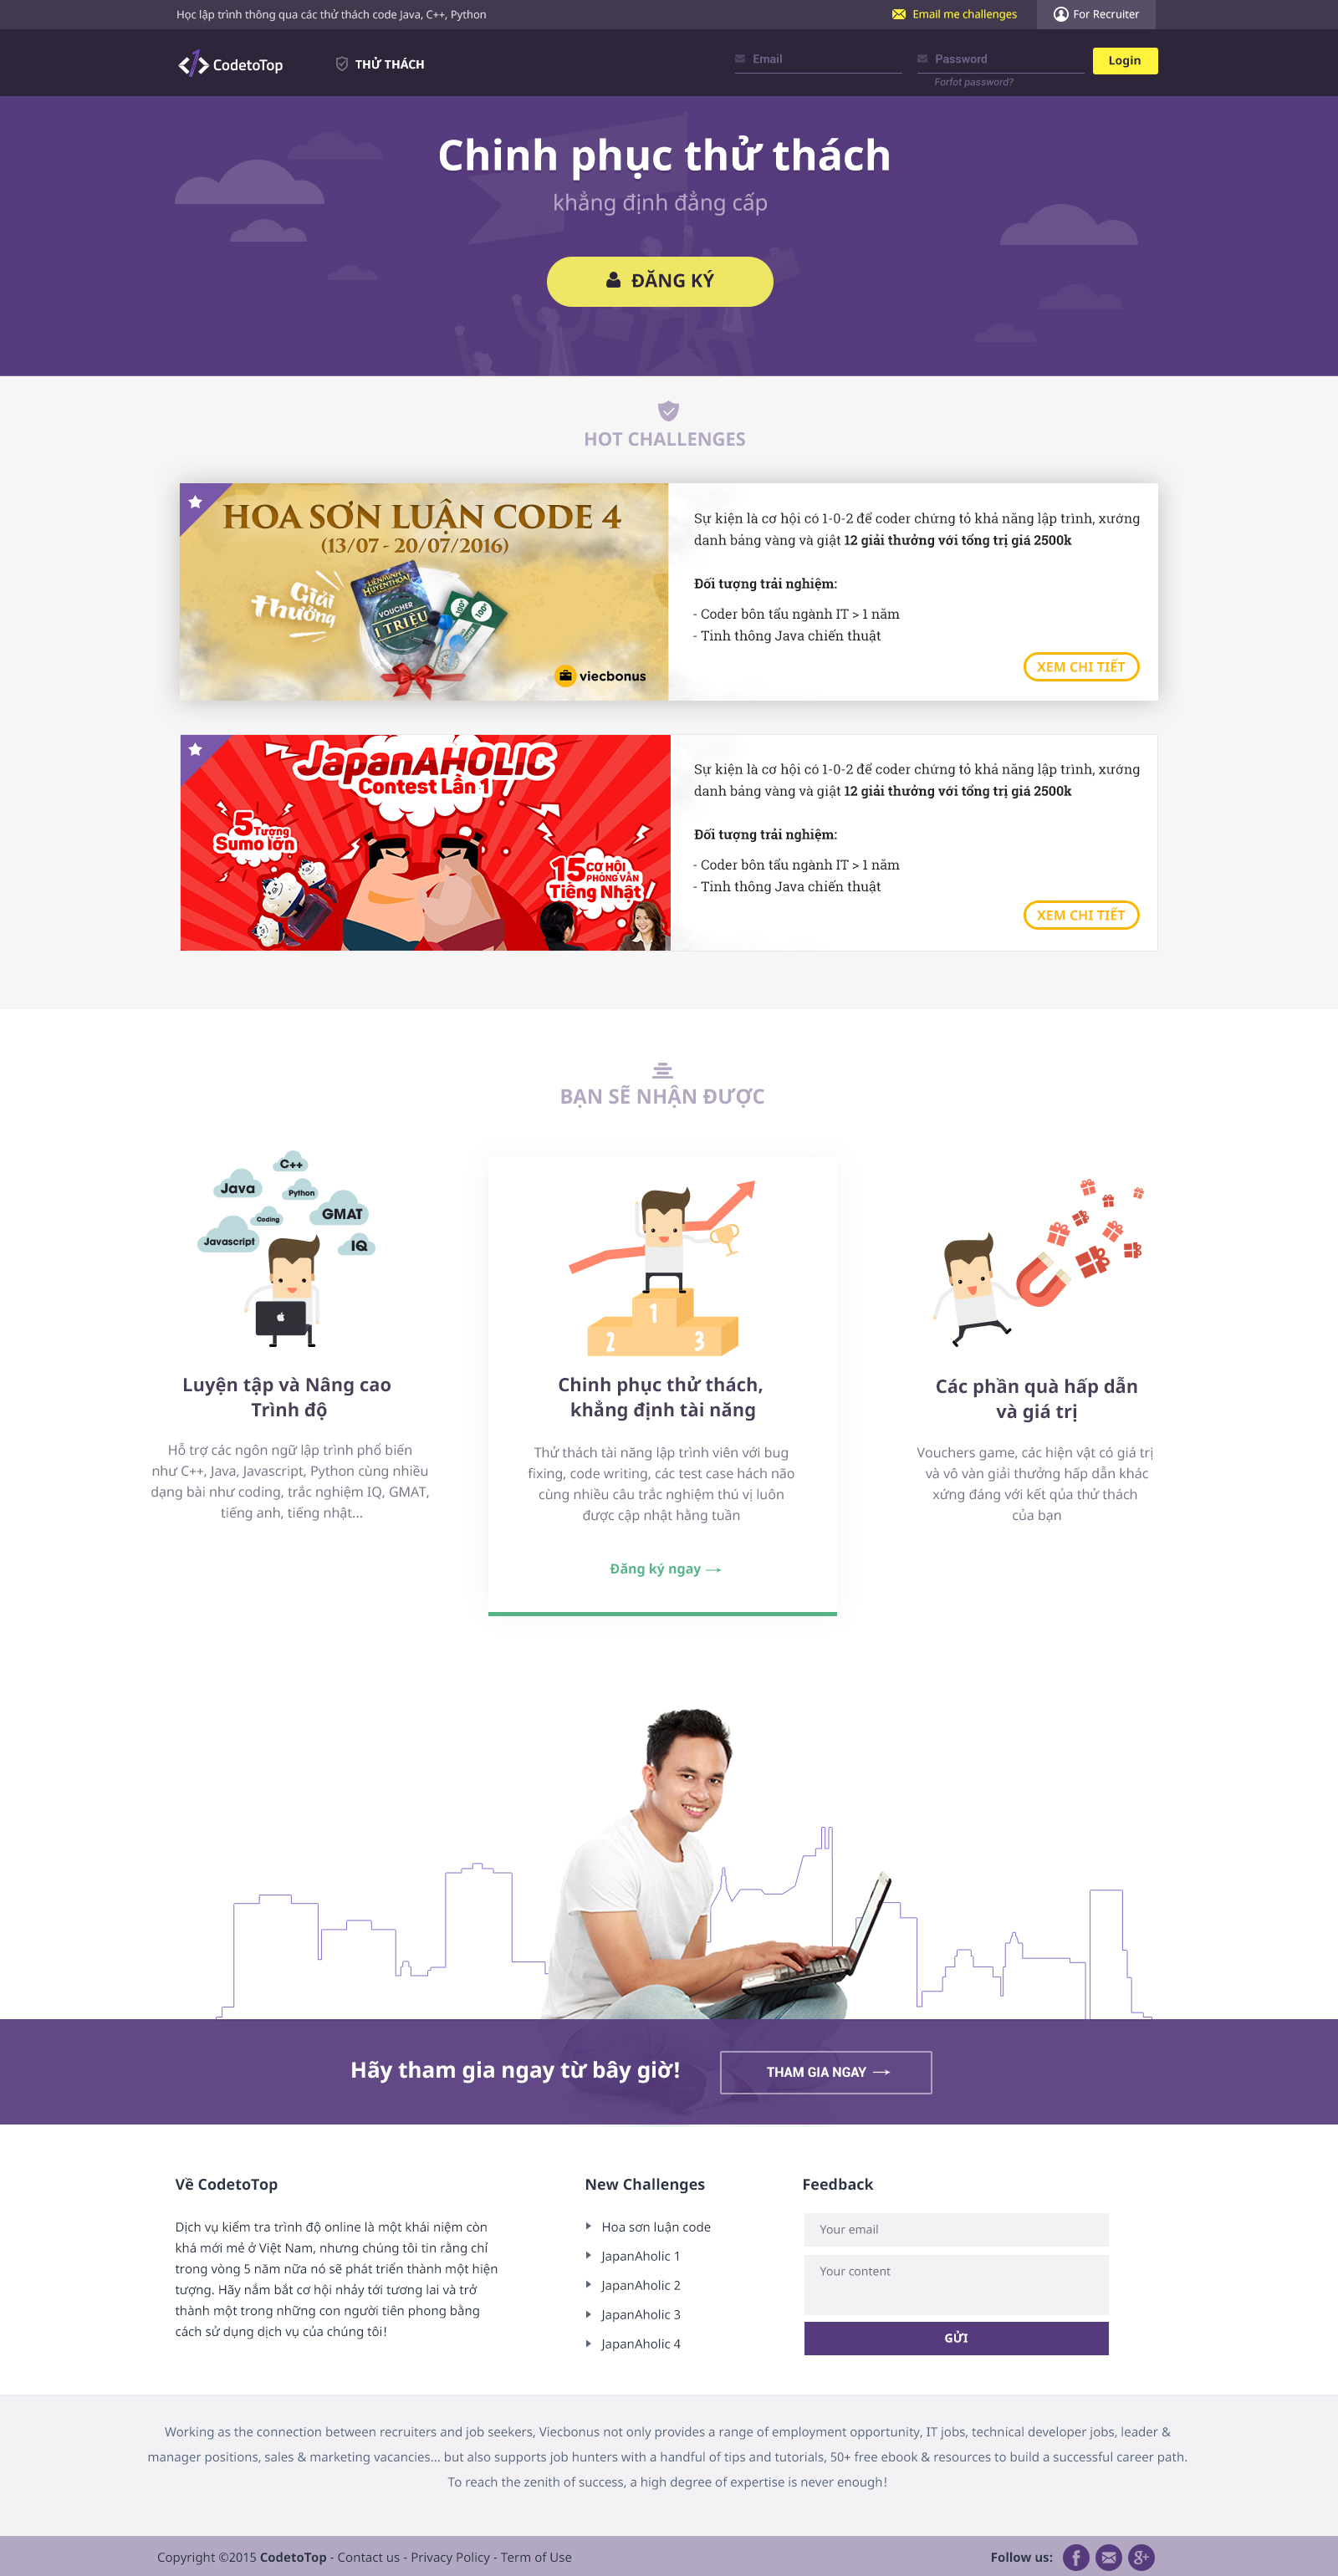 Học lập trình thông qua các thử thách code Java, C++, Python
Email me challenges
For Recruiter
CodetoTop
THỬ THÁCH
Email
Password
Login
Forfot password?
Chinh phục thử thách
khẳng định đẳng cấp
ĐĂNG KÝ
HOT CHALLENGES
HOA SƠN LUẬN CODE 4
(13/07 - 20/07/2016)
Giải
thưởng
LIÊN MINH
HUYỀN THOẠI
VOUCHER
1 TRIỆU
100K
100K
viecbonus
Sự kiện là cơ hội có 1-0-2 để coder chứng tỏ khả năng lập trình, xướng
danh bảng vàng và giật 12 giải thưởng với tổng trị giá 2500k
Đối tượng trải nghiệm:
- Coder bôn tẩu ngành IT > 1 năm
- Tinh thông Java chiến thuật
XEM CHI TIẾT
JapanAHOLIC
Contest Lần 1
5 Tượng
Sumo lớn
15 CƠ HỘI
PHỎNG VẤN
Tiếng Nhật
Sự kiện là cơ hội có 1-0-2 để coder chứng tỏ khả năng lập trình, xướng
danh bảng vàng và giật 12 giải thưởng với tổng trị giá 2500k
Đối tượng trải nghiệm:
- Coder bôn tẩu ngành IT > 1 năm
- Tinh thông Java chiến thuật
XEM CHI TIẾT
BẠN SẼ NHẬN ĐƯỢC
C++
Java
Python
GMAT
Coding
Javascript
IQ
Luyện tập và Nâng cao
Trình độ
Hỗ trợ các ngôn ngữ lập trình phổ biến
như C++, Java, Javascript, Python cùng nhiều
dạng bài như coding, trắc nghiệm IQ, GMAT,
tiếng anh, tiếng nhật...
1
2
3
Chinh phục thử thách,
khẳng định tài năng
Thử thách tài năng lập trình viên với bug
fixing, code writing, các test case hách não
cùng nhiều câu trắc nghiệm thú vị luôn
được cập nhật hằng tuần
Đăng ký ngay
Các phần quà hấp dẫn
và giá trị
Vouchers game, các hiện vật có giá trị
và vô vàn giải thưởng hấp dẫn khác
xứng đáng với kết qủa thử thách
của bạn
Hãy tham gia ngay từ bây giờ!
THAM GIA NGAY
Về CodetoTop
Dịch vụ kiểm tra trình độ online là một khái niệm còn
khá mới mẻ ở Việt Nam, nhưng chúng tôi tin rằng chỉ
trong vòng 5 năm nữa nó sẽ phát triển thành một hiện
tượng. Hãy nắm bắt cơ hội nhảy tới tương lai và trở
thành một trong những con người tiên phong bằng
cách sử dụng dịch vụ của chúng tôi!
New Challenges
Hoa sơn luận code
JapanAholic 1
JapanAholic 2
JapanAholic 3
JapanAholic 4
Feedback
Your email
Your content
GỬI
Working as the connection between recruiters and job seekers, Viecbonus not only provides a range of employment opportunity, IT jobs, technical developer jobs, leader &
manager positions, sales & marketing vacancies... but also supports job hunters with a handful of tips and tutorials, 50+ free ebook & resources to build a successful career path.
To reach the zenith of success, a high degree of expertise is never enough!
Copyright ©2015 CodetoTop - Contact us - Privacy Policy - Term of Use
Follow us: